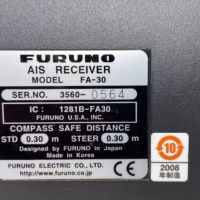 FURUNO
AIS RECEIVER
MODEL FA-30
SER.NO. 3560-0564
IC: 1281B-FA30
FURUNO U.S.A., INC.
COMPASS SAFE DISTANCE
STD 0.30 m STEER 0.30 m
Designed by Furuno in Japan
Made in Korea
FURUNO ELECTRIC CO., LTD.
www.furuno.co.jp
10
2008
年制造